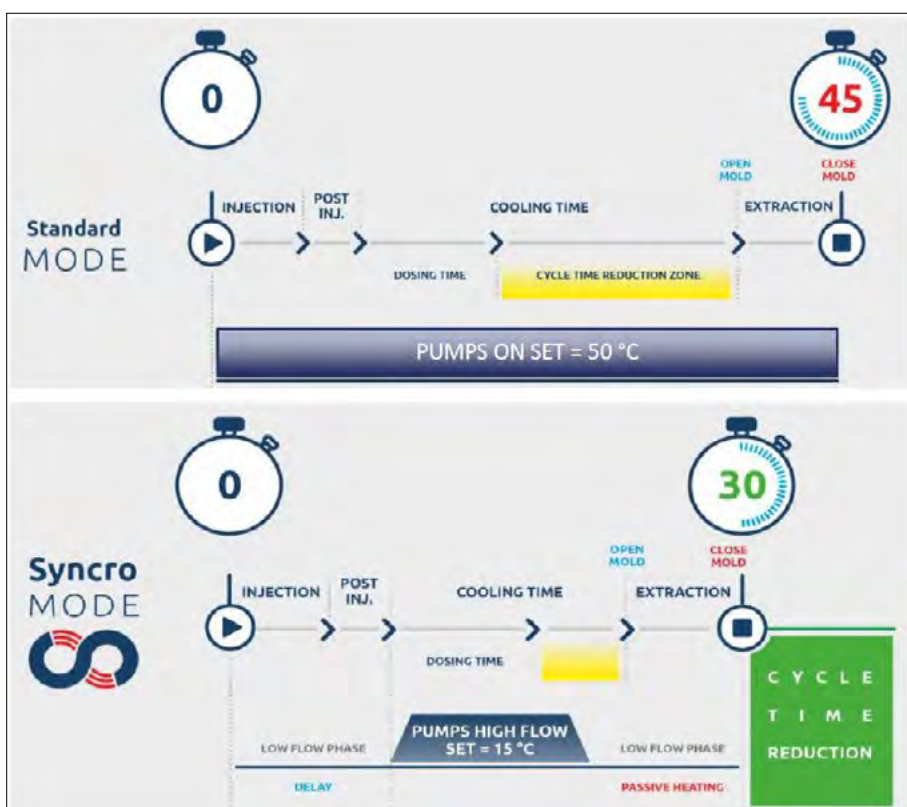 0
45
OPEN
MOLD
CLOSE
MOLD
INJECTION
POST
INJ.
COOLING TIME
EXTRACTION
Standard
MODE
DOSING TIME
CYCLE TIME REDUCTION ZONE
PUMPS ON SET = 50 °C
0
30
OPEN
MOLD
CLOSE
MOLD
Syncro
MODE
INJECTION
POST
INJ.
COOLING TIME
EXTRACTION
DOSING TIME
CYCLE
TIME
REDUCTION
PUMPS HIGH FLOW
SET = 15 °C
LOW FLOW PHASE
LOW FLOW PHASE
DELAY
PASSIVE HEATING